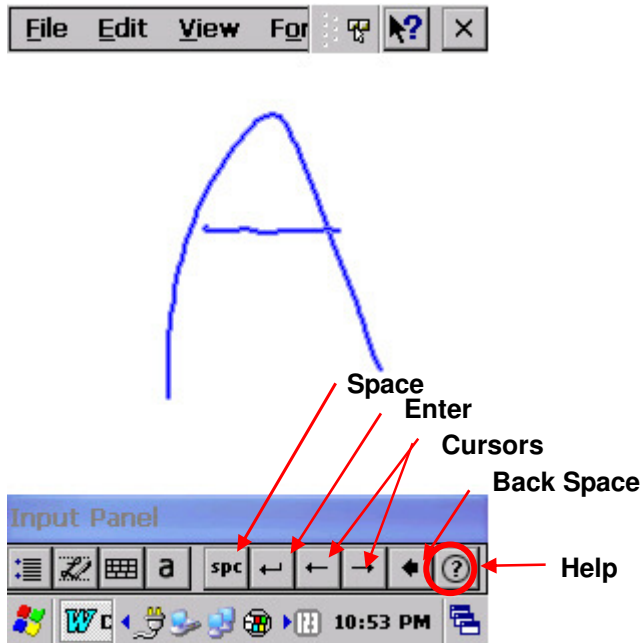 File Edit View For ? ×
A
Space
Enter
Cursors
Back Space
Input Panel
a spc ← → ?
Help
W 10:53 PM